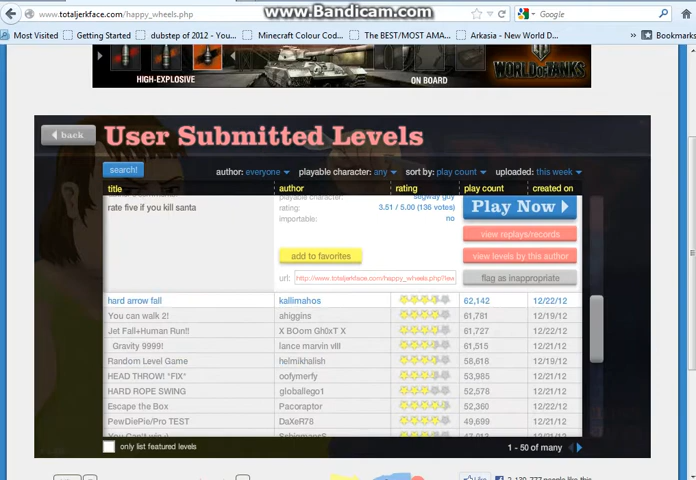 www.totaljerkface.com/happy_wheels.php
www.Bandicam.com
Google
Most Visited
Getting Started
dubstep of 2012 - You...
Minecraft Colour Cod...
The BEST/MOST AMA...
Arkasia - New World D...
»
Bookmarks
HIGH-EXPLOSIVE
ON BOARD
WORLD OF TANKS
back
User Submitted Levels
search!
author: everyone
playable character: any
sort by: play count
uploaded: this week
title author rating play count created on
playable character: segway guy
rate five if you kill santa
rating: 3.51 / 5.00 (136 votes)
importable: no
Play Now
view replays/records
add to favorites
view levels by this author
url: http://www.totaljerkface.com/happy_wheels.php?lev
flag as inappropriate
hard arrow fall kallimahos 62,142 12/22/12
You can walk 2! ahiggins 61,781 12/19/12
Jet Fall+Human Run!! X BOom Gh0xT X 61,727 12/22/12
Gravity 9999! lance marvin vIII 61,515 12/21/12
Random Level Game helmikhalish 58,618 12/19/12
HEAD THROW! *FIX* oofymerfy 53,985 12/21/12
HARD ROPE SWING globallego1 52,578 12/21/12
Escape the Box Pacoraptor 52,360 12/22/12
PewDiePie/Pro TEST DaXeR78 49,699 12/21/12
only list featured levels
1 - 50 of many
Like